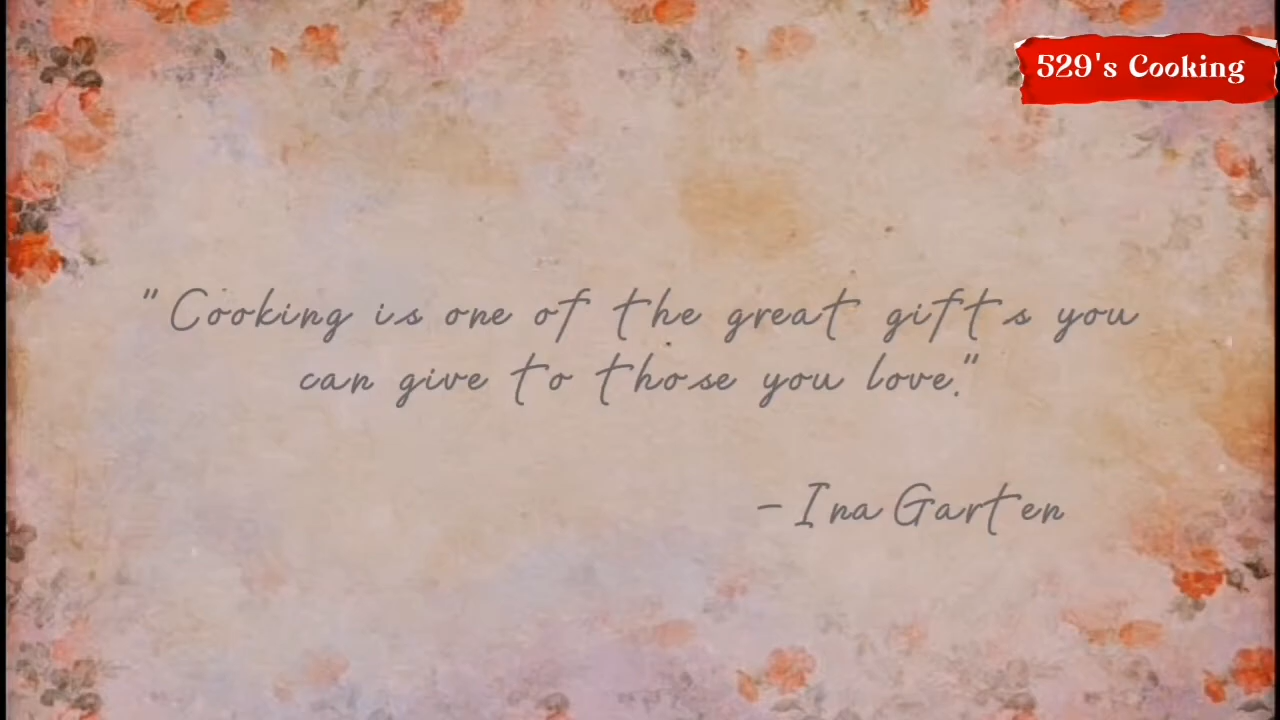 529's Cooking
"Cooking is one of the great gifts you
can give to those you love."
- Ina Garten